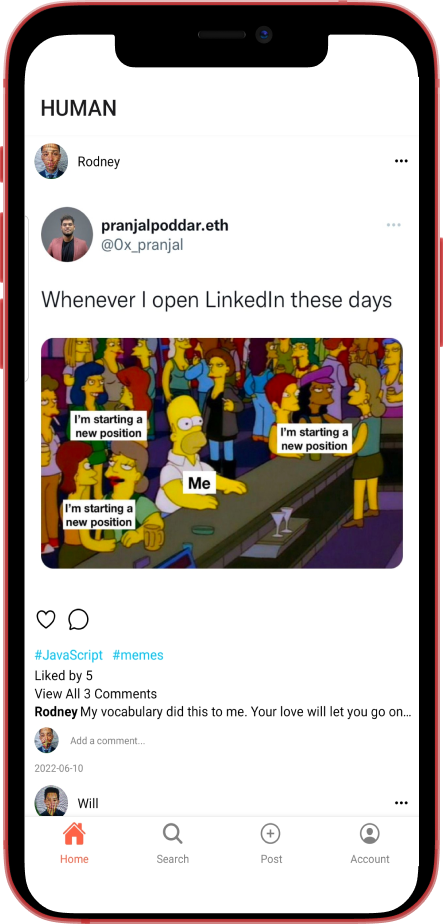 HUMAN
Rodney
pranjalpoddar.eth
@0x_pranjal
Whenever I open LinkedIn these days
I'm starting a
new position
I'm starting a
new position
Me
I'm starting a
new position
#JavaScript #memes
Liked by 5
View All 3 Comments
Rodney My vocabulary did this to me. Your love will let you go on...
Add a comment...
2022-06-10
Will
Home
Search
Post
Account